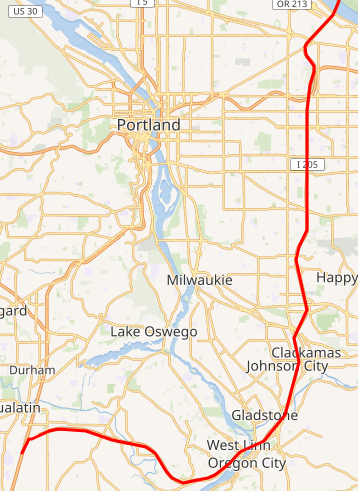 I 5
OR 213
US 30
Portland
I 205
Milwaukie
Happy
gard
Lake Oswego
Clackamas
Johnson City
Durham
ualatin
Gladstone
West Linn
Oregon City